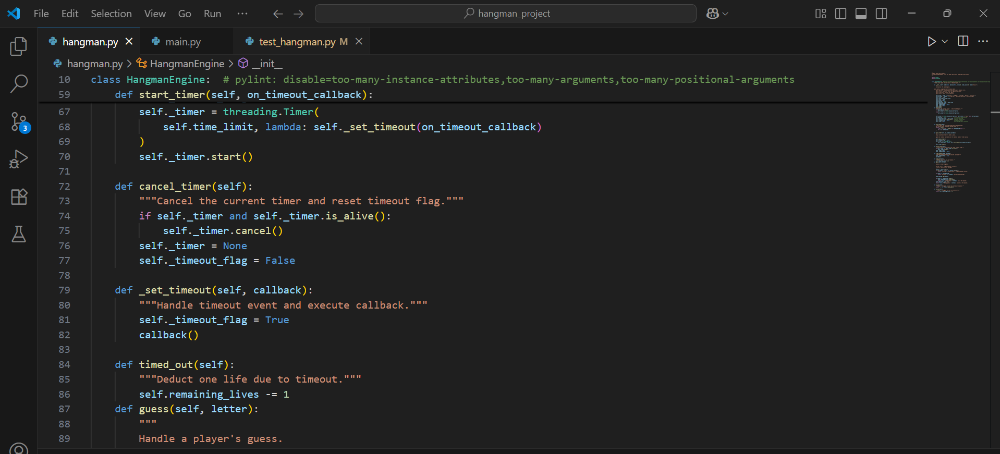 File Edit Selection View Go Run ··· hangman_project
hangman.py main.py test_hangman.py M
hangman.py > HangmanEngine > __init__
10 class HangmanEngine: # pylint: disable=too-many-instance-attributes,too-many-arguments,too-many-positional-arguments
59 def start_timer(self, on_timeout_callback):
67 self._timer = threading.Timer(
68 self.time_limit, lambda: self._set_timeout(on_timeout_callback)
69 )
70 self._timer.start()
71
72 def cancel_timer(self):
73 """Cancel the current timer and reset timeout flag."""
74 if self._timer and self._timer.is_alive():
75 self._timer.cancel()
76 self._timer = None
77 self._timeout_flag = False
78
79 def _set_timeout(self, callback):
80 """Handle timeout event and execute callback."""
81 self._timeout_flag = True
82 callback()
83
84 def timed_out(self):
85 """Deduct one life due to timeout."""
86 self.remaining_lives -= 1
87 def guess(self, letter):
88 """
89 Handle a player's guess.
3